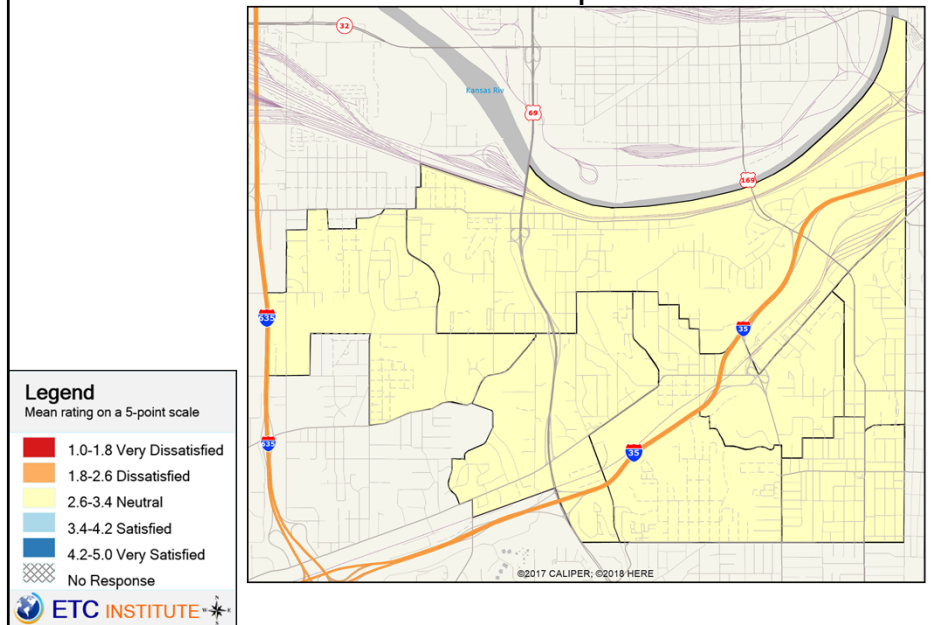 32
Kansas Riv
69
169
635
35
635
35
Legend
Mean rating on a 5-point scale
1.0-1.8 Very Dissatisfied
1.8-2.6 Dissatisfied
2.6-3.4 Neutral
3.4-4.2 Satisfied
4.2-5.0 Very Satisfied
No Response
©2017 CALIPER; ©2018 HERE
ETC INSTITUTE
W E